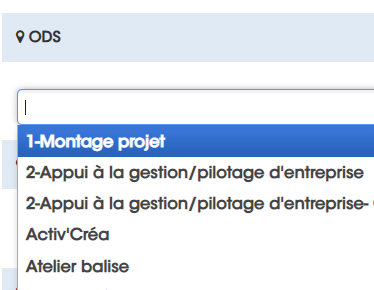 ODS
1-Montage projet
2-Appui à la gestion/pilotage d'entreprise
2-Appui à la gestion/pilotage d'entreprise-
Activ'Créa
Atelier balise